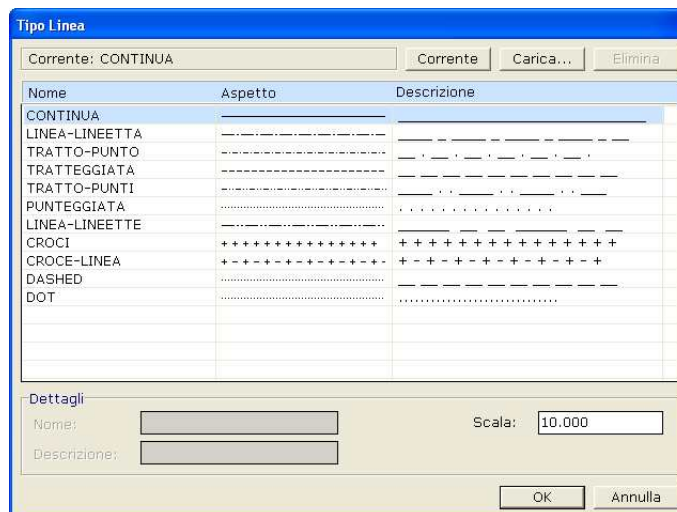 Tipo Linea
Corrente: CONTINUA Corrente Carica... Elimina
Nome Aspetto Descrizione
CONTINUA
LINEA-LINEETTA
TRATTO-PUNTO
TRATTEGGIATA
TRATTO-PUNTI
PUNTEGGIATA
LINEA-LINEETTE
CROCI
CROCE-LINEA
DASHED
DOT
Dettagli
Nome: Scala: 10.000
Descrizione:
OK Annulla